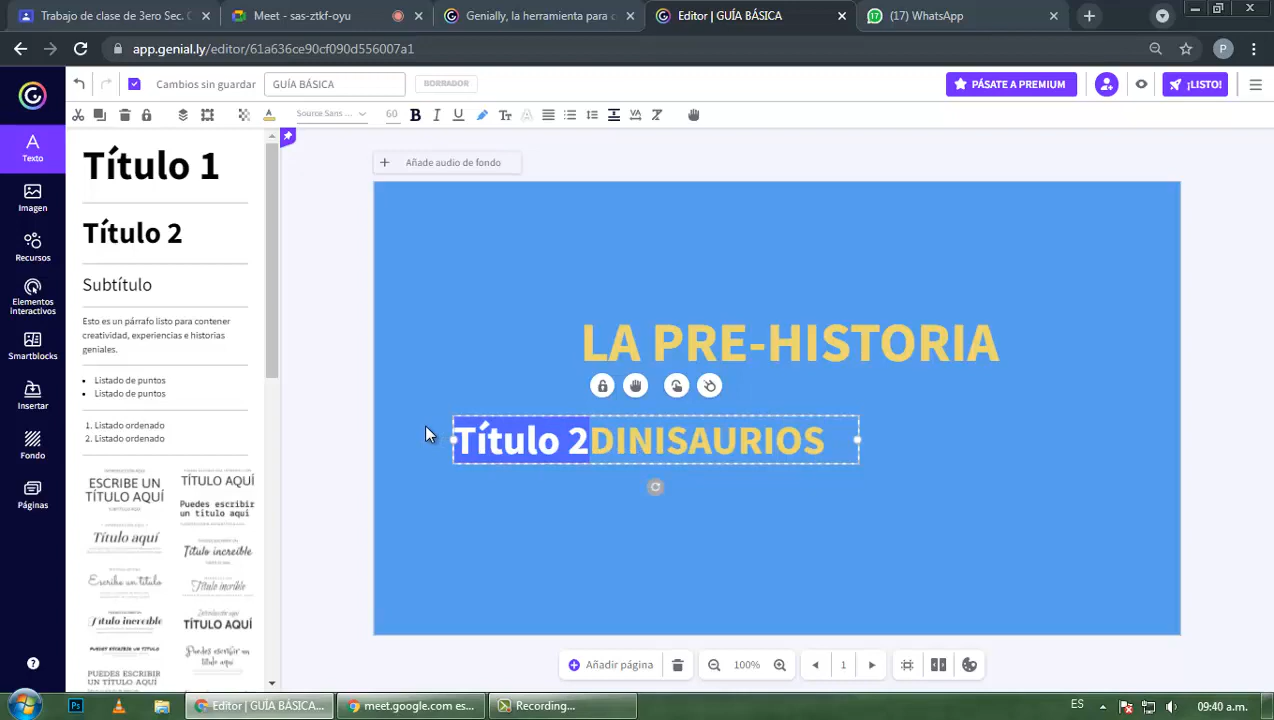 Trabajo de clase de 3ero Sec. C
Meet - sas-ztkf-oyu
Genially, la herramienta para c
Editor | GUÍA BÁSICA
(17) WhatsApp
app.genial.ly/editor/61a636ce90cf090d556007a1
P
Cambios sin guardar
GUÍA BÁSICA
BORRADOR
PÁSATE A PREMIUM
¡LISTO!
Source Sans ...
60
Texto
Imagen
Recursos
Elementos
interactivos
Smartblocks
Insertar
Fondo
Páginas
Título 1
Título 2
Subtítulo
Esto es un párrafo listo para contener
creatividad, experiencias e historias
geniales.
• Listado de puntos
• Listado de puntos
1. Listado ordenado
2. Listado ordenado
ESCRIBE UN
TÍTULO AQUÍ
TÍTULO AQUÍ
Puedes escribir
un título aquí
Título aquí
Título increíble
Escribe un título
Título increíble
Título increíble
TÍTULO AQUÍ
PUEDES ESCRIBIR UN TÍTULO
Puedes escribir
un título aquí
PUEDES ESCRIBIR
UN TÍTULO AQUÍ
Añade audio de fondo
LA PRE-HISTORIA
Título 2DINISAURIOS
Añadir página
100%
1
Editor | GUÍA BÁSICA...
meet.google.com es...
Recording...
ES
09:40 a.m.